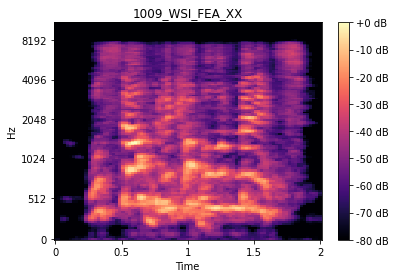 1009_WSI_FEA_XX
8192
4096
2048
1024
512
0
Hz
0
0.5
1
1.5
2
Time
+0 dB
-10 dB
-20 dB
-30 dB
-40 dB
-50 dB
-60 dB
-70 dB
-80 dB